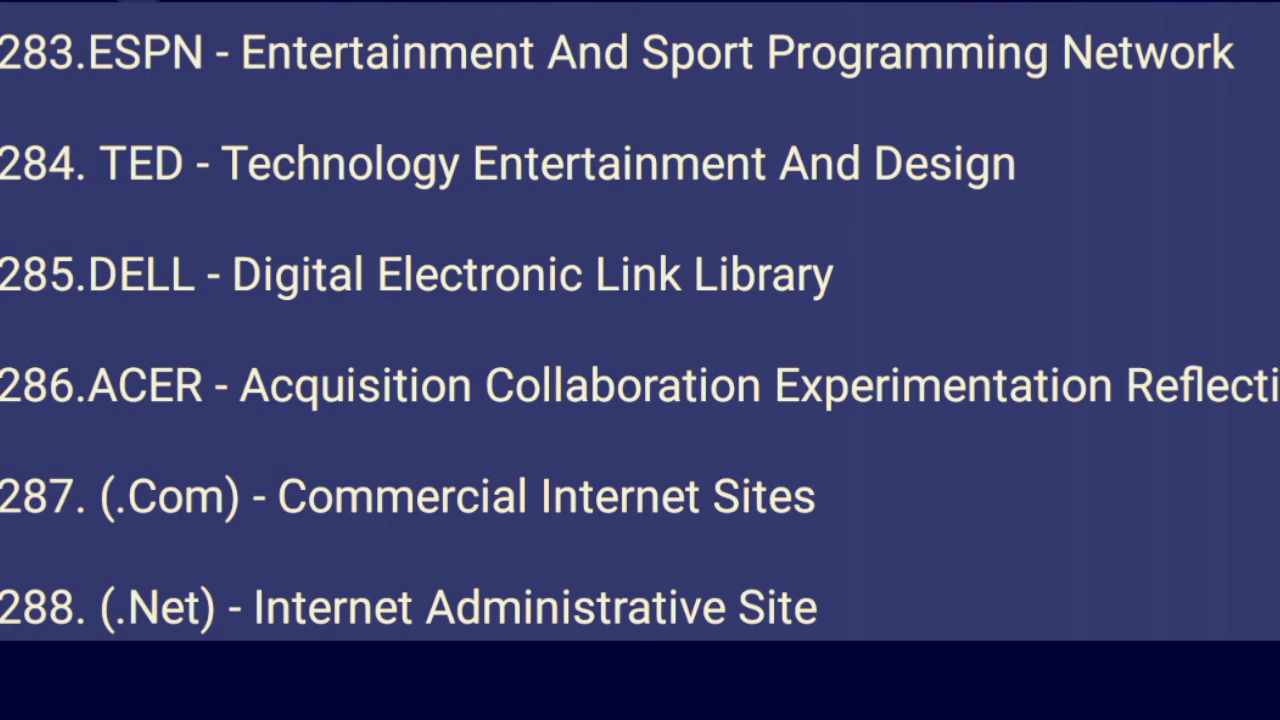 283.ESPN - Entertainment And Sport Programming Network
284. TED - Technology Entertainment And Design
285.DELL - Digital Electronic Link Library
286.ACER - Acquisition Collaboration Experimentation Reflecti
287. (.Com) - Commercial Internet Sites
288. (.Net) - Internet Administrative Site